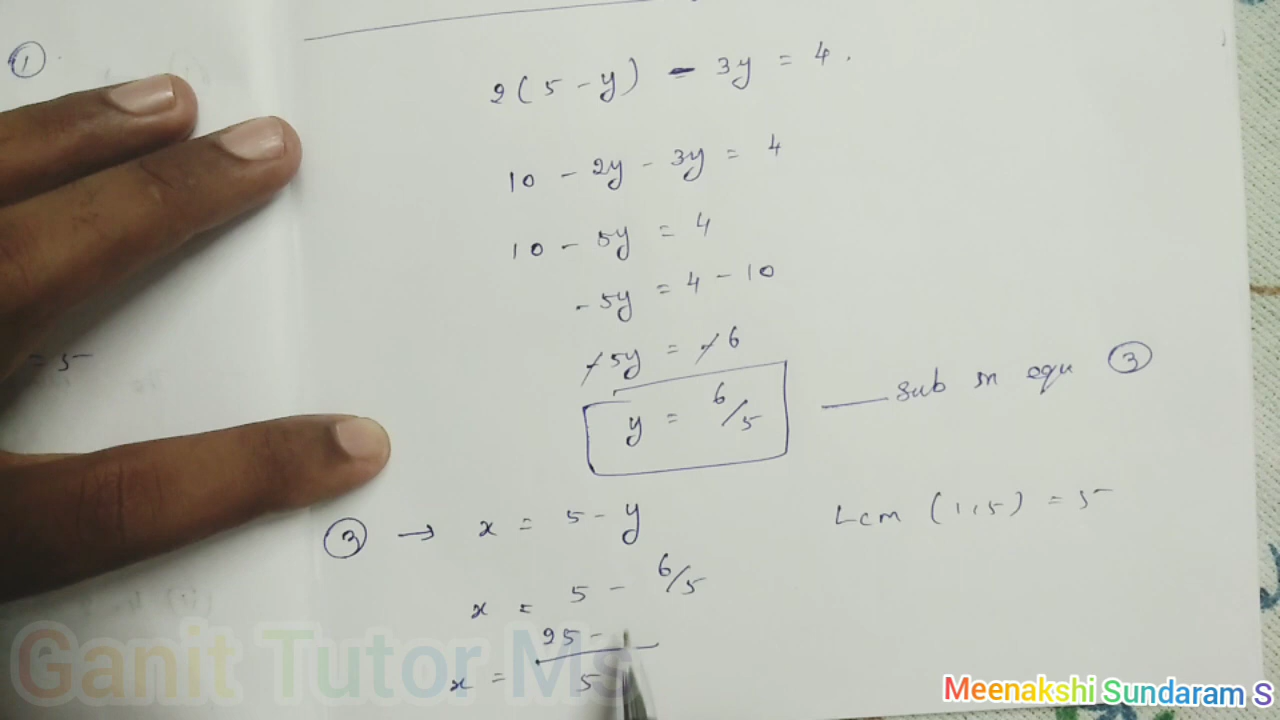 ①
2(5-y) - 3y = 4.
10 - 2y - 3y = 4
10 - 5y = 4
-5y = 4 - 10
-5y = -6
= 5
y = 6/5 — sub in equ ③
③ → x = 5 - y
Lcm (1,5) = 5
x = 5 - 6/5
x = 25 - / 5
Ganit Tutor Ms
Meenakshi Sundaram S